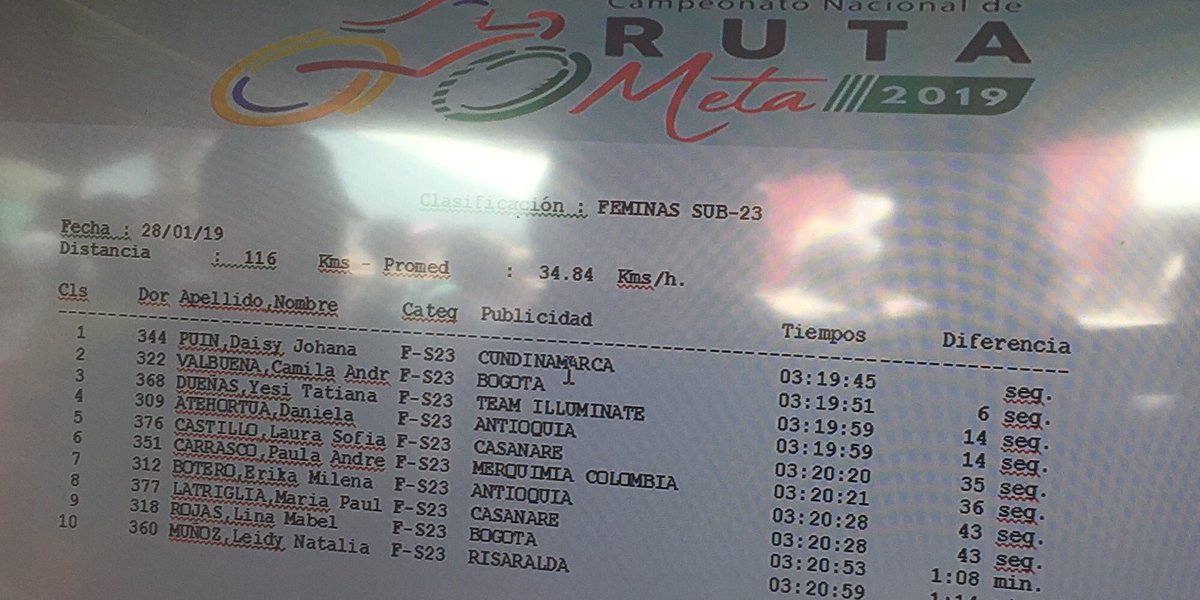 Campeonato Nacional de
RUTA
Meta 2019
Clasificación : FEMINAS SUB-23
Fecha : 28/01/19
Distancia : 116 Kms - Promed : 34.84 Kms/h.
Cls Dor Apellido,Nombre Categ Publicidad Tiempos Diferencia
1 344 PUIN,Daisy Johana F-S23 CUNDINAMARCA 03:19:45 seg.
2 322 VALBUENA,Camila Andr F-S23 BOGOTA 03:19:51 6 seg.
3 368 DUENAS,Yesi Tatiana F-S23 TEAM ILLUMINATE 03:19:59 14 seg.
4 309 ATEHORTUA,Daniela F-S23 ANTIOQUIA 03:19:59 14 seg.
5 376 CASTILLO,Laura Sofia F-S23 CASANARE 03:20:20 35 seg.
6 351 CARRASCO,Paula Andre F-S23 MERQUIMIA COLOMBIA 03:20:21 36 seg.
7 312 BOTERO,Erika Milena F-S23 ANTIOQUIA 03:20:28 43 seg.
8 377 LATRIGLIA,Maria Paul F-S23 CASANARE 03:20:28 43 seg.
9 318 ROJAS,Lina Mabel F-S23 BOGOTA 03:20:53 1:08 min.
10 360 MUNOZ,Leidy Natalia F-S23 RISARALDA 03:20:59